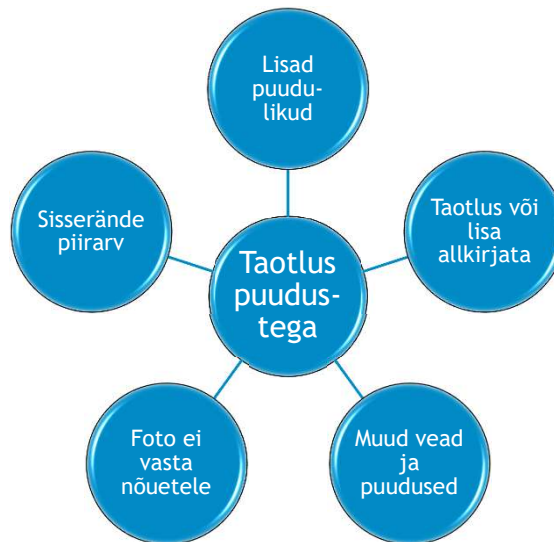 Lisad
puudu-
likud
Taotlus või
lisa
allkirjata
Muud vead
ja
puudused
Foto ei
vasta
nõuetele
Sisserände
piirarv
Taotlus
puudus-
tega